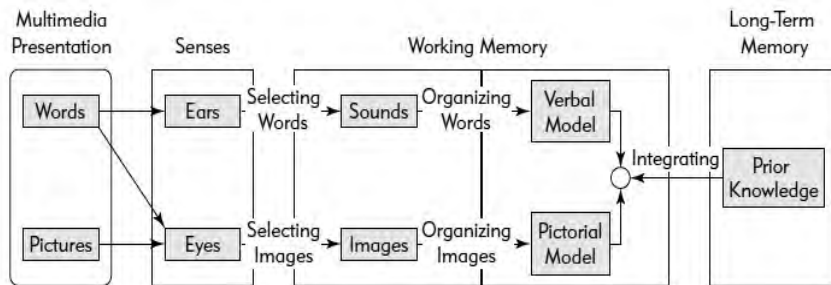 Multimedia
Presentation
Senses
Working Memory
Long-Term
Memory
Words
Ears
Selecting
Words
Sounds
Organizing
Words
Verbal
Model
Integrating
Prior
Knowledge
Pictures
Eyes
Selecting
Images
Images
Organizing
Images
Pictorial
Model